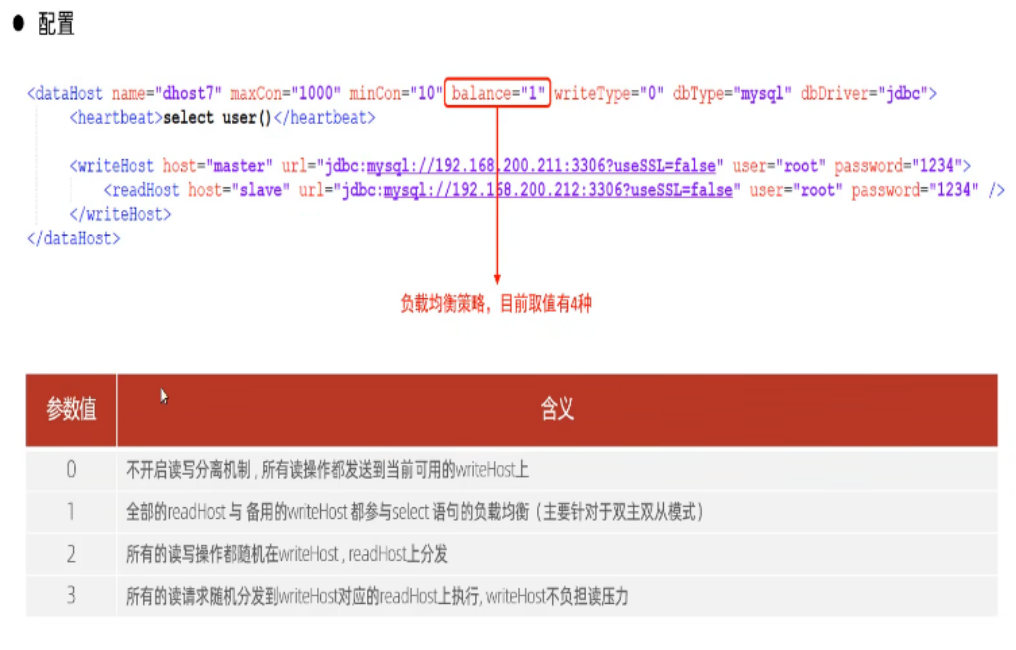 ● 配置
<dataHost name="dhost7" maxCon="1000" minCon="10" balance="1" writeType="0" dbType="mysql" dbDriver="jdbc">
<heartbeat>select user()</heartbeat>
<writeHost host="master" url="jdbc:mysql://192.168.200.211:3306?useSSL=false" user="root" password="1234">
<readHost host="slave" url="jdbc:mysql://192.168.200.212:3306?useSSL=false" user="root" password="1234" />
</writeHost>
</dataHost>
负载均衡策略，目前取值有4种
参数值 含义
0 不开启读写分离机制 , 所有读操作都发送到当前可用的writeHost上
1 全部的readHost 与 备用的writeHost 都参与select 语句的负载均衡（主要针对于双主双从模式）
2 所有的读写操作都随机在writeHost , readHost上分发
3 所有的读请求随机分发到writeHost对应的readHost上执行, writeHost不负担读压力